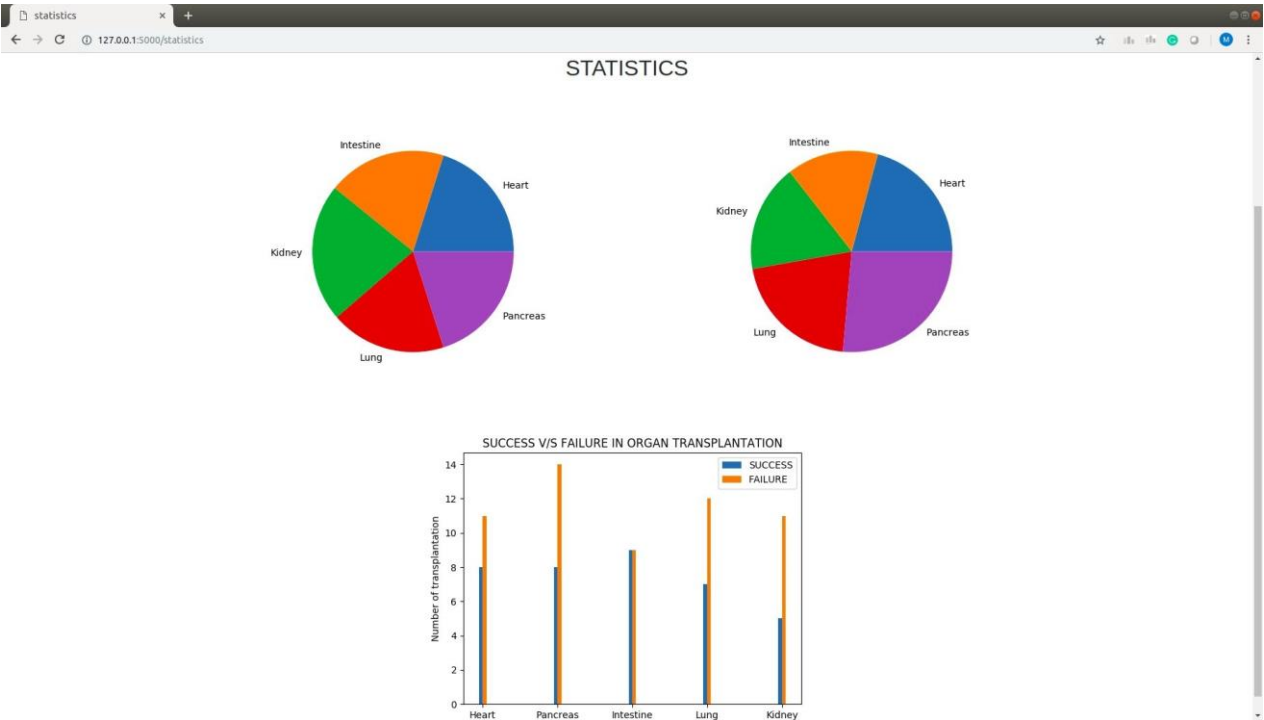 statistics
127.0.0.1:5000/statistics
M
STATISTICS
Intestine
Heart
Kidney
Lung
Pancreas
Intestine
Heart
Kidney
Lung
Pancreas
SUCCESS V/S FAILURE IN ORGAN TRANSPLANTATION
SUCCESS
FAILURE
Number of transplantation
14
12
10
8
6
4
2
0
Heart Pancreas Intestine Lung Kidney